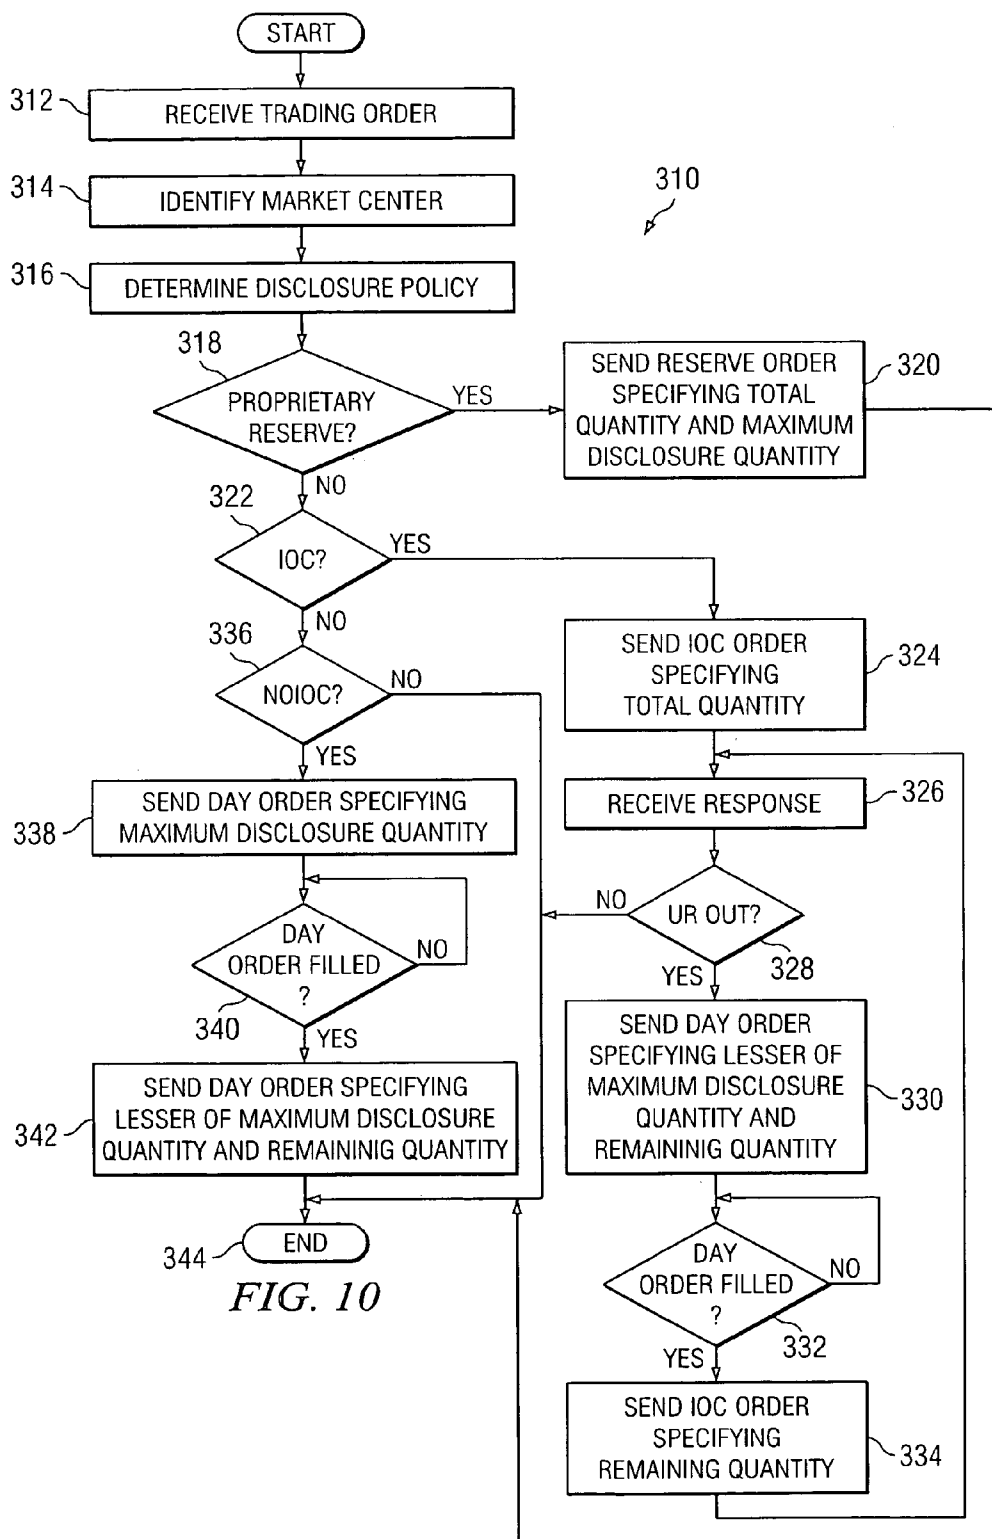 START
312
RECEIVE TRADING ORDER
314
IDENTIFY MARKET CENTER
310
316
DETERMINE DISCLOSURE POLICY
318
PROPRIETARY
RESERVE?
YES
SEND RESERVE ORDER
SPECIFYING TOTAL
QUANTITY AND MAXIMUM
DISCLOSURE QUANTITY
320
NO
322
IOC?
YES
NO
336
NOIOC?
NO
YES
SEND IOC ORDER
SPECIFYING
TOTAL QUANTITY
324
338
SEND DAY ORDER SPECIFYING
MAXIMUM DISCLOSURE QUANTITY
RECEIVE RESPONSE
326
DAY
ORDER FILLED
?
NO
340
YES
UR OUT?
NO
328
YES
342
SEND DAY ORDER SPECIFYING
LESSER OF MAXIMUM DISCLOSURE
QUANTITY AND REMAINING QUANTITY
SEND DAY ORDER
SPECIFYING LESSER OF
MAXIMUM DISCLOSURE
QUANTITY AND
REMAINING QUANTITY
330
344
END
DAY
ORDER FILLED
?
NO
332
YES
SEND IOC ORDER
SPECIFYING
REMAINING QUANTITY
334
FIG. 10